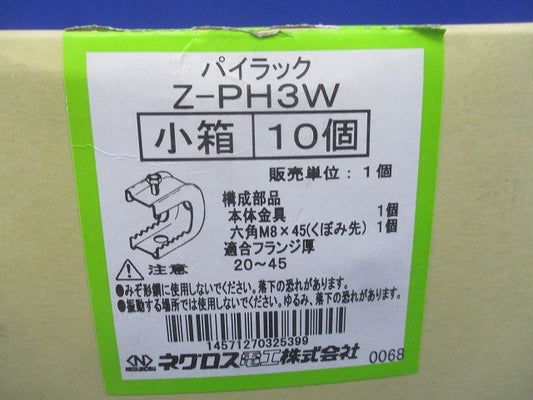 パイラック
Z-PH3W
小箱 10個
販売単位：1個
構成部品
本体金具 1個
六角M8×45(くぼみ先) 1個
適合フランジ厚
20～45
注意
●みぞ形鋼に使用しないでください。落下の恐れがあります。
●振動する場所では使用しないでください。ゆるみ、落下の恐れがあります。
14571270325399
NEGUROSU ネグロス電工株式会社 0068